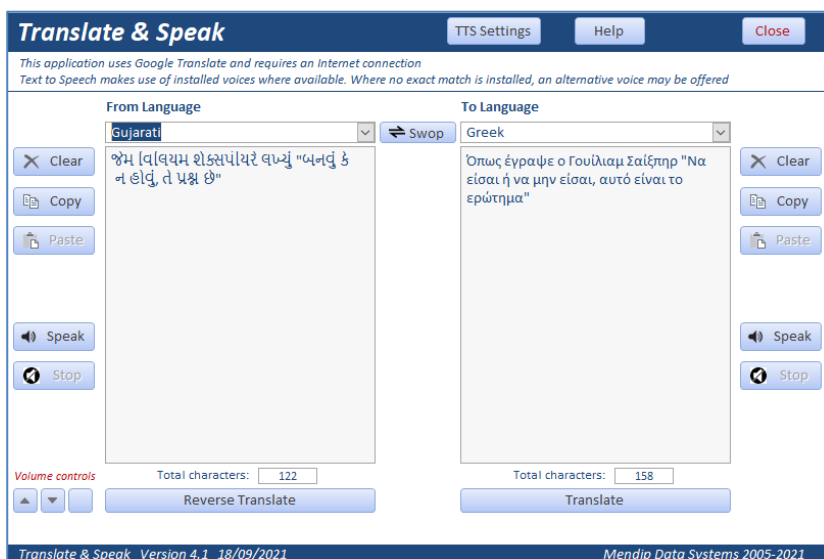 Translate & Speak
TTS Settings
Help
Close
This application uses Google Translate and requires an Internet connection
Text to Speech makes use of installed voices where available. Where no exact match is installed, an alternative voice may be offered
From Language
To Language
Gujarati
Swop
Greek
Clear
Copy
Paste
Speak
Stop
જેમ વિલિયમ શેક્સપીયરે લખ્યું "બનવું કે
ન હોવું, તે પ્રશ્ન છે"
Όπως έγραψε ο Γουίλιαμ Σαίξπηρ "Να
είσαι ή να μην είσαι, αυτό είναι το
ερώτημα"
Clear
Copy
Paste
Speak
Stop
Volume controls
Total characters: 122
Reverse Translate
Total characters: 158
Translate
Translate & Speak Version 4.1 18/09/2021
Mendip Data Systems 2005-2021